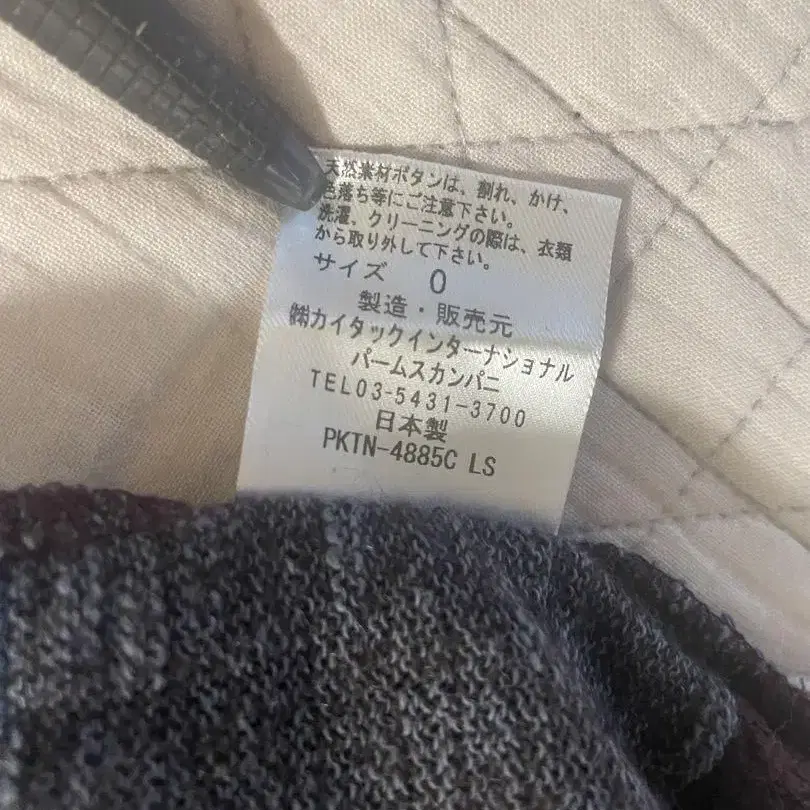 天然素材ボタンは、割れ、かけ、
色落ち等にご注意下さい。
洗濯、クリーニングの際は、衣類
から取り外して下さい。
サイズ 0
製造・販売元
㈱カイタックインターナショナル
パームスカンパニ
TEL03-5431-3700
日本製
PKTN-4885C LS